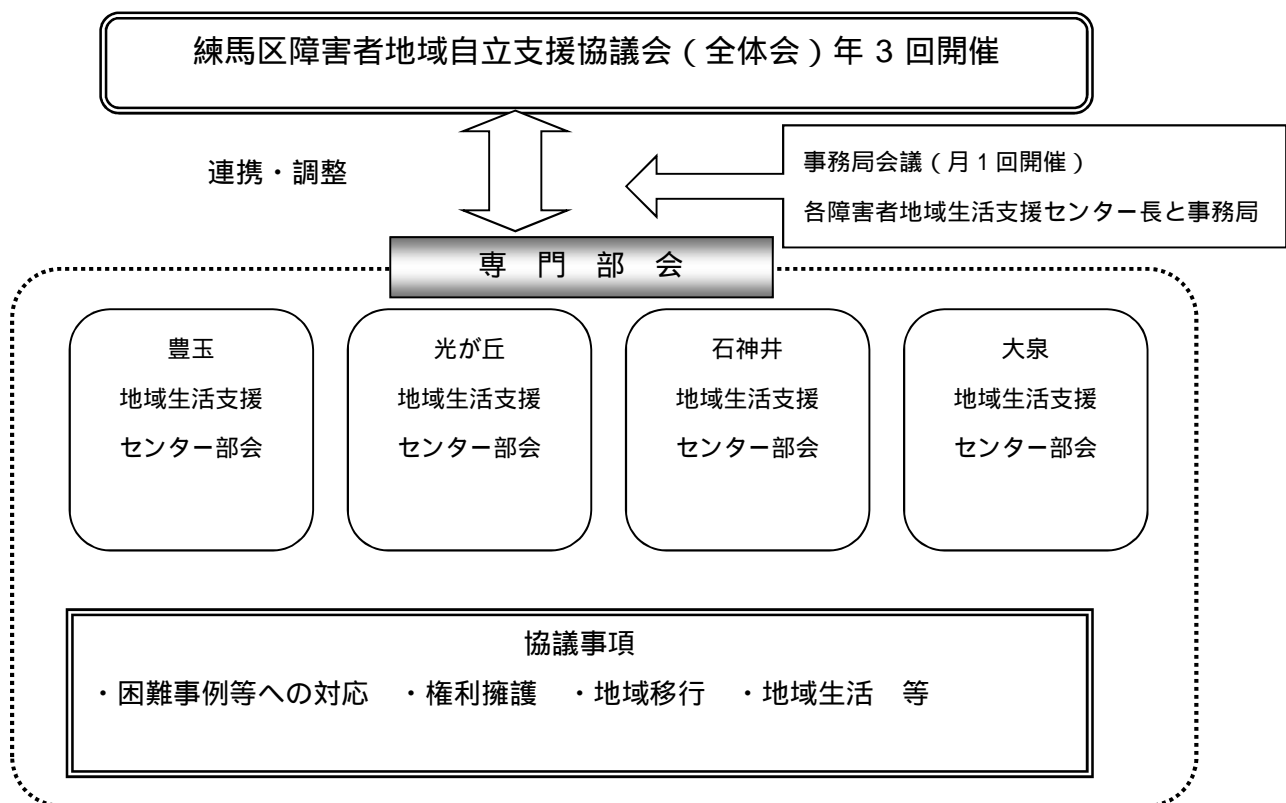 練馬区障害者地域自立支援協議会（全体会）年 3 回開催
連携・調整
事務局会議（月 1 回開催）
各障害者地域生活支援センター長と事務局
専　門　部　会
豊玉
地域生活支援
センター部会
光が丘
地域生活支援
センター部会
石神井
地域生活支援
センター部会
大泉
地域生活支援
センター部会
協議事項
・困難事例等への対応　・権利擁護　・地域移行　・地域生活　等